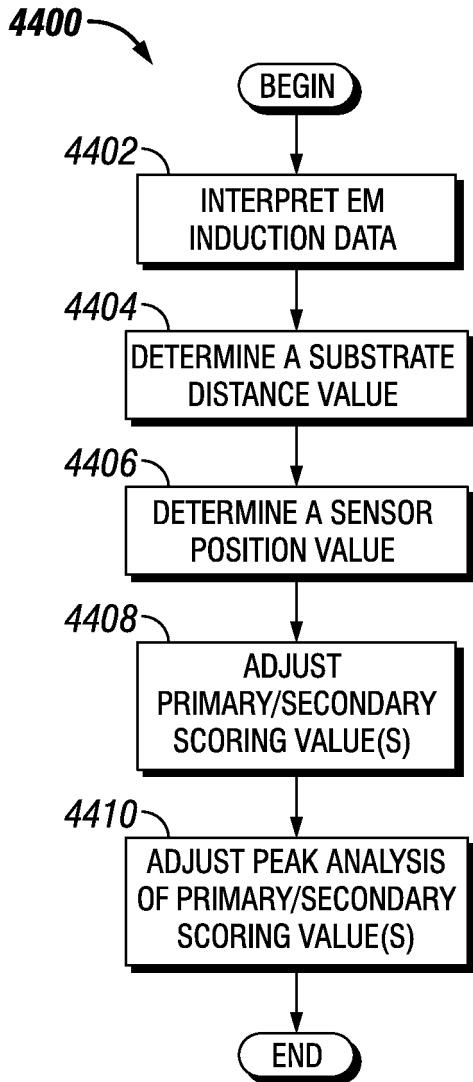 4400
BEGIN
4402
INTERPRET EM
INDUCTION DATA
4404
DETERMINE A SUBSTRATE
DISTANCE VALUE
4406
DETERMINE A SENSOR
POSITION VALUE
4408
ADJUST
PRIMARY/SECONDARY
SCORING VALUE(S)
4410
ADJUST PEAK ANALYSIS
OF PRIMARY/SECONDARY
SCORING VALUE(S)
END